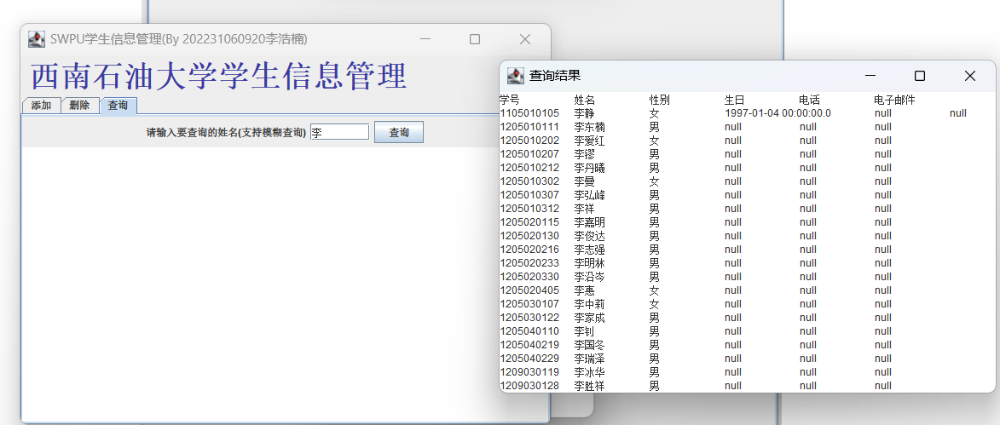 SWPU学生信息管理(By 202231060920李浩楠)
西南石油大学学生信息管理
添加 删除 查询
请输入要查询的姓名(支持模糊查询) 李 查询
查询结果
学号 姓名 性别 生日 电话 电子邮件
1105010105 李静 女 1997-01-04 00:00:00.0 null null
1205010111 李东楠 男 null null null
1205010202 李爱红 女 null null null
1205010207 李镠 男 null null null
1205010212 李丹曦 男 null null null
1205010302 李曼 女 null null null
1205010307 李弘峰 男 null null null
1205010312 李祥 男 null null null
1205020115 李嘉明 男 null null null
1205020130 李俊达 男 null null null
1205020216 李志强 男 null null null
1205020233 李明林 男 null null null
1205020330 李沿岑 男 null null null
1205020405 李惠 女 null null null
1205030107 李中莉 女 null null null
1205030122 李家成 男 null null null
1205040110 李钊 男 null null null
1205040219 李国冬 男 null null null
1205040229 李瑞泽 男 null null null
1209030119 李冰华 男 null null null
1209030128 李胜祥 男 null null null